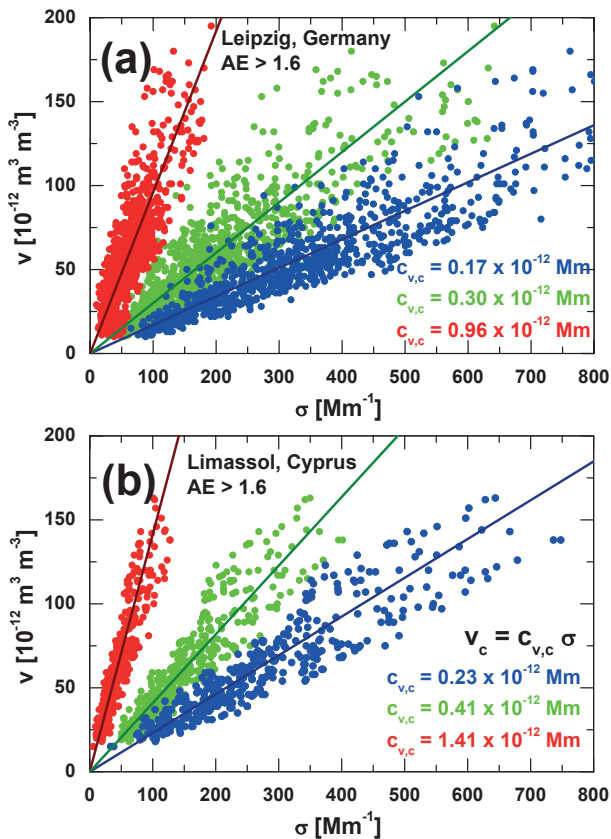 200
(a)
Leipzig, Germany
AE > 1.6
150
100
50
0
v [10⁻¹² m³ m⁻³]
c_v,c = 0.17 x 10⁻¹² Mm
c_v,c = 0.30 x 10⁻¹² Mm
c_v,c = 0.96 x 10⁻¹² Mm
0 100 200 300 400 500 600 700 800
σ [Mm⁻¹]
200
(b)
Limassol, Cyprus
AE > 1.6
150
100
50
0
v [10⁻¹² m³ m⁻³]
v_c = c_v,c σ
c_v,c = 0.23 x 10⁻¹² Mm
c_v,c = 0.41 x 10⁻¹² Mm
c_v,c = 1.41 x 10⁻¹² Mm
0 100 200 300 400 500 600 700 800
σ [Mm⁻¹]